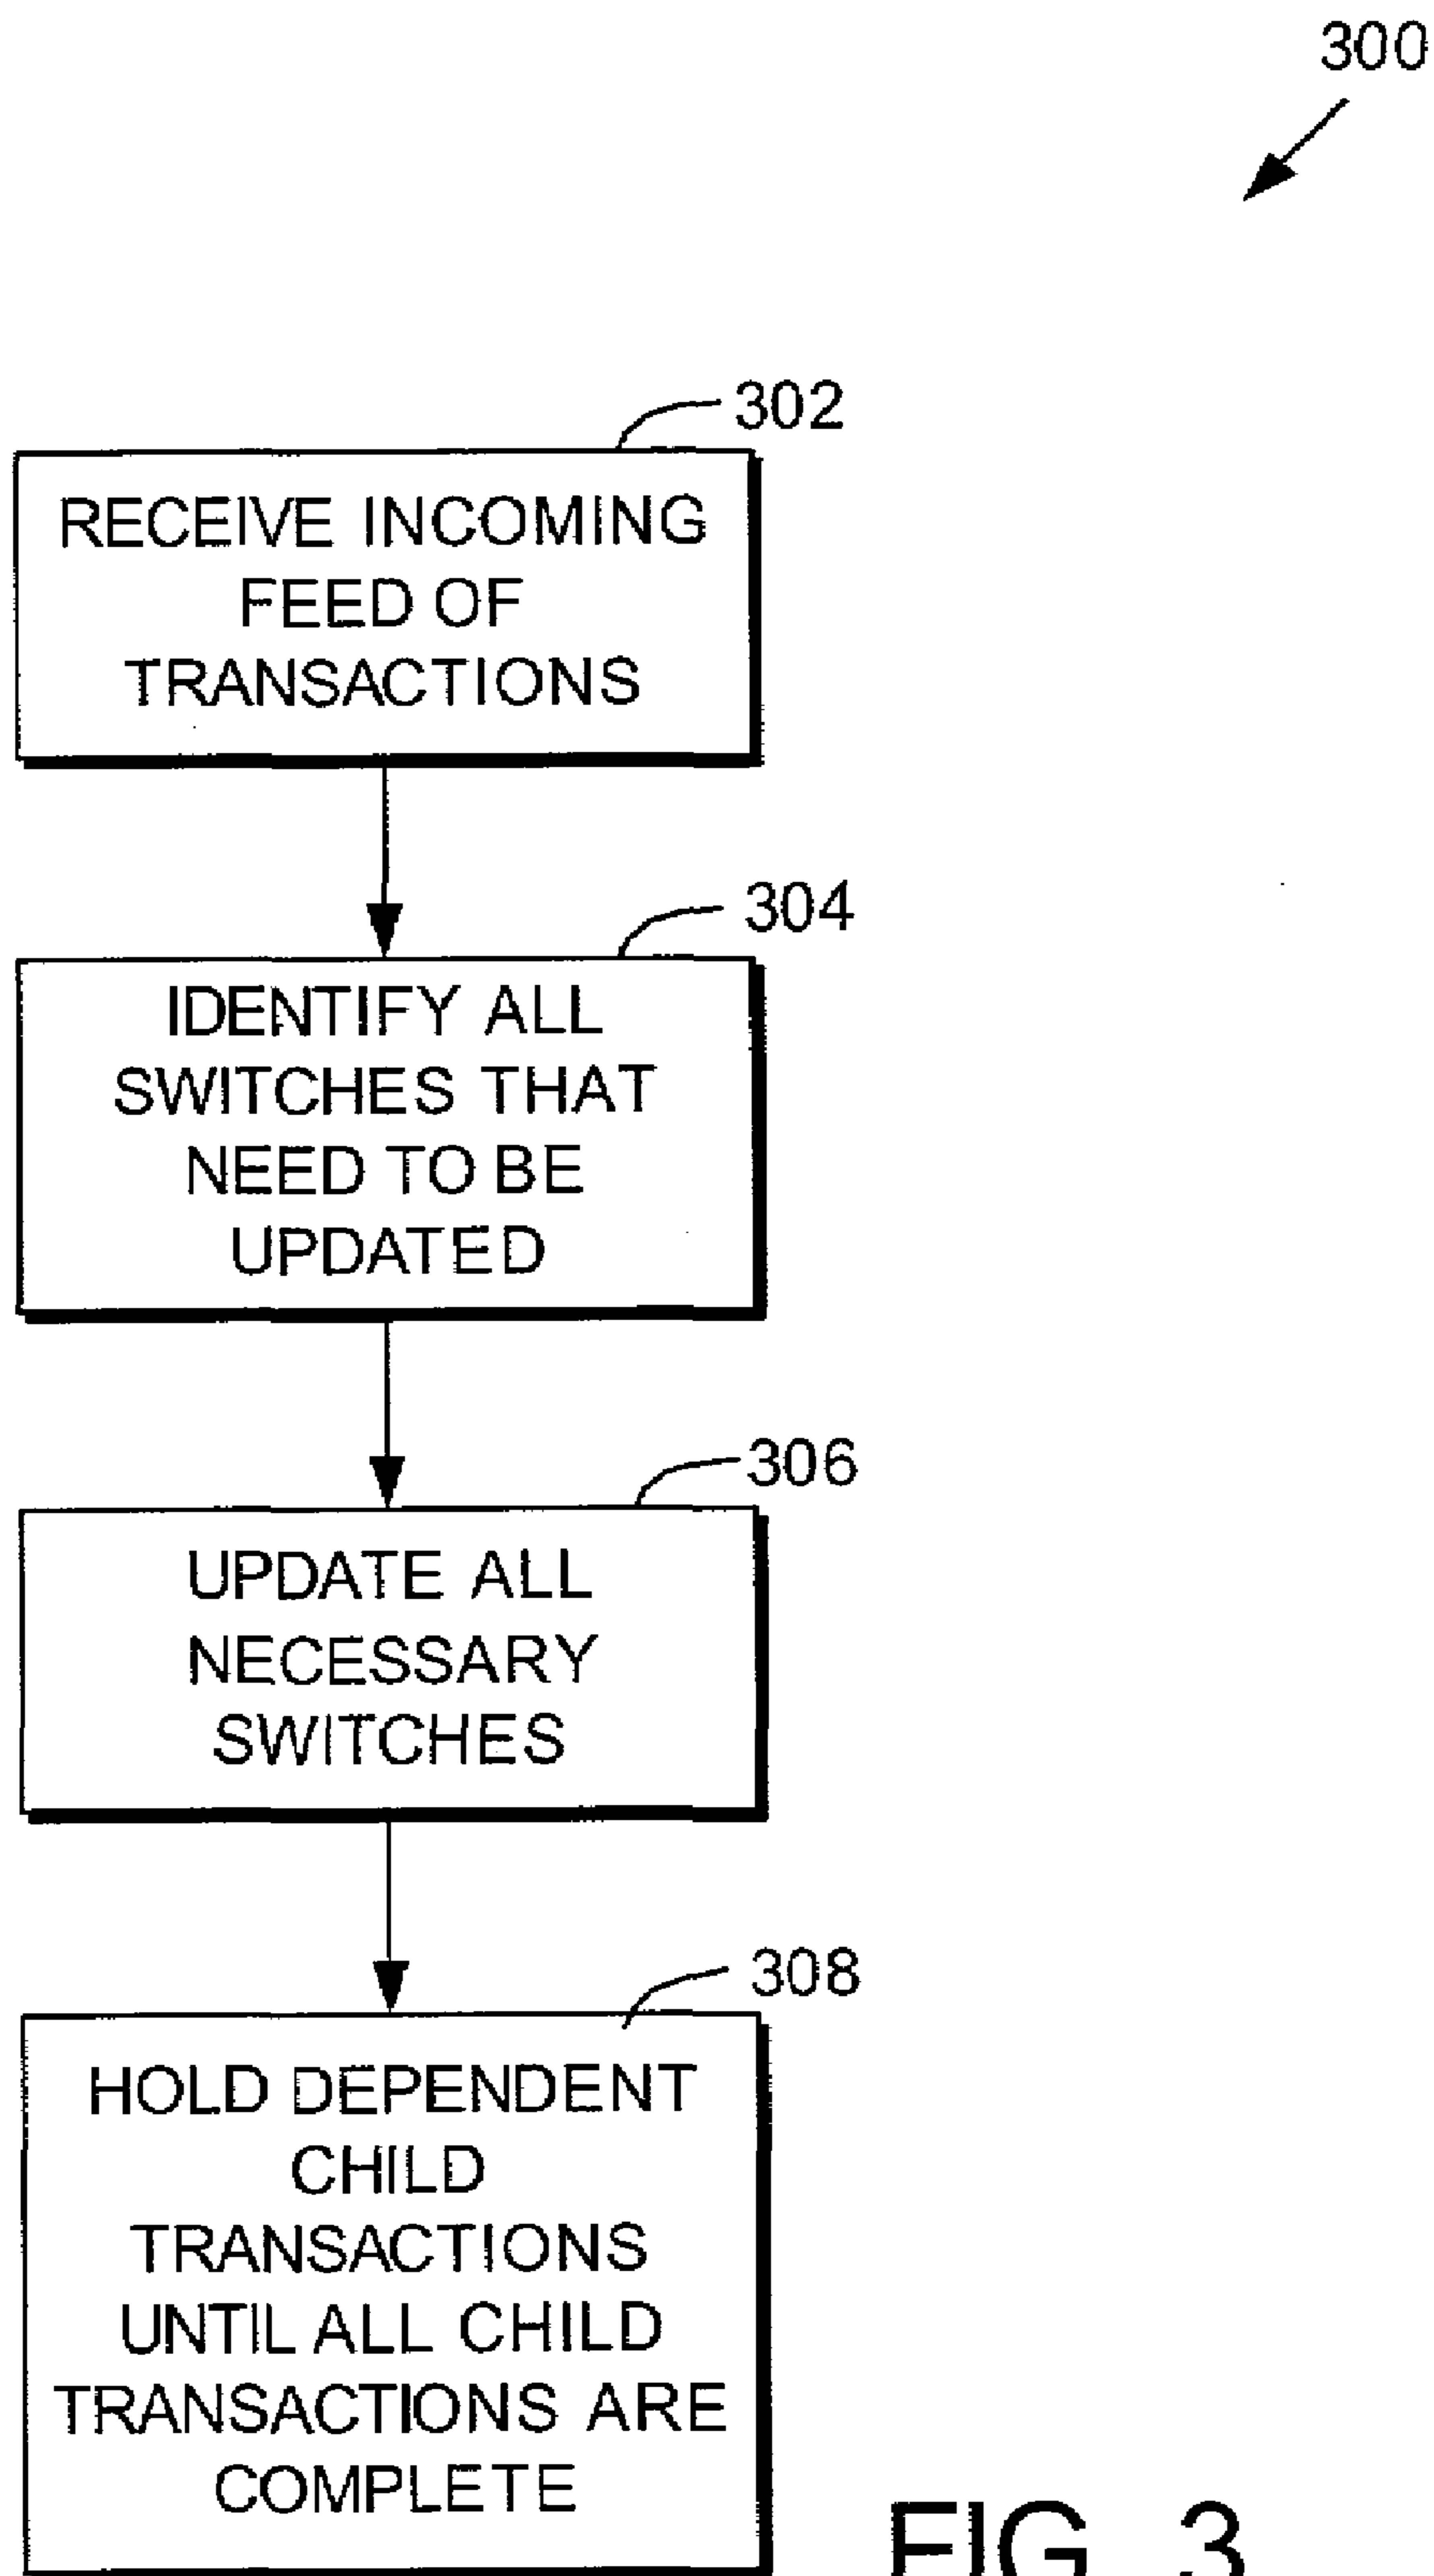 300
302
RECEIVE INCOMING
FEED OF
TRANSACTIONS
304
IDENTIFY ALL
SWITCHES THAT
NEED TO BE
UPDATED
306
UPDATE ALL
NECESSARY
SWITCHES
308
HOLD DEPENDENT
CHILD
TRANSACTIONS
UNTIL ALL CHILD
TRANSACTIONS ARE
COMPLETE
FIG. 3